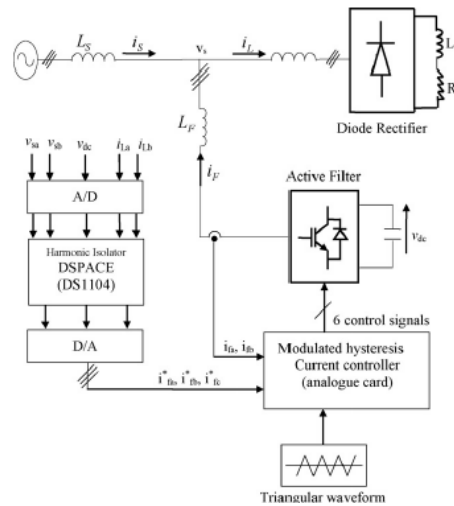 L_S
i_S
v_s
i_L
L
R
Diode Rectifier
L_F
i_F
v_sa v_sb v_dc i_La i_Lb
A/D
Harmonic Isolator
DSPACE
(DS1104)
D/A
Active Filter
v_dc
6 control signals
i_fa, i_fb
Modulated hysteresis
Current controller
(analogue card)
i*_fa, i*_fb, i*_fc
Triangular waveform